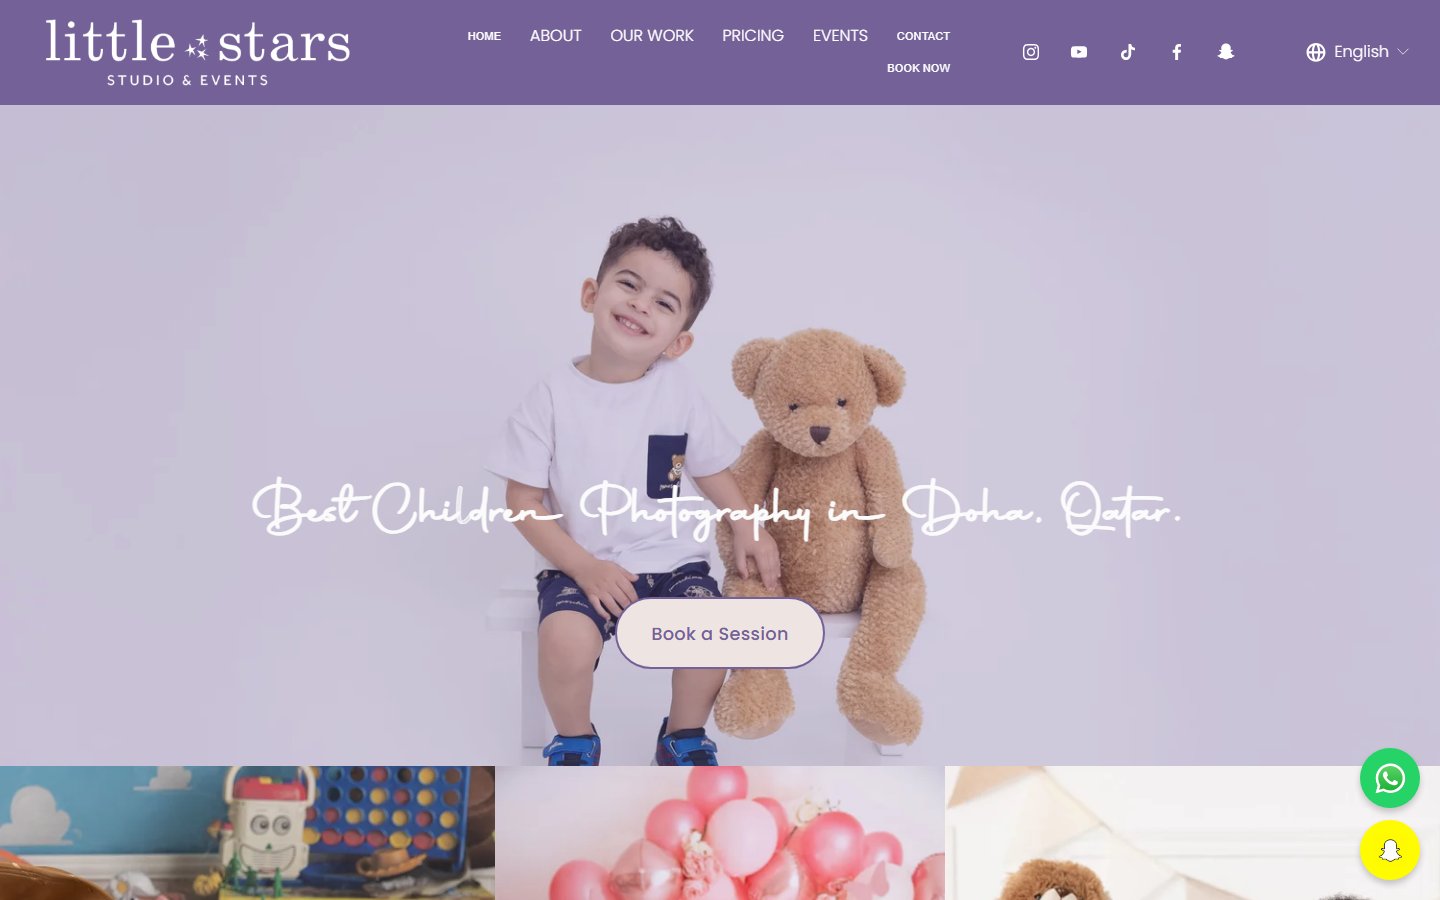 little stars
STUDIO & EVENTS
HOME ABOUT OUR WORK PRICING EVENTS CONTACT
BOOK NOW
English
Best Children Photography in Doha. Qatar.
Book a Session